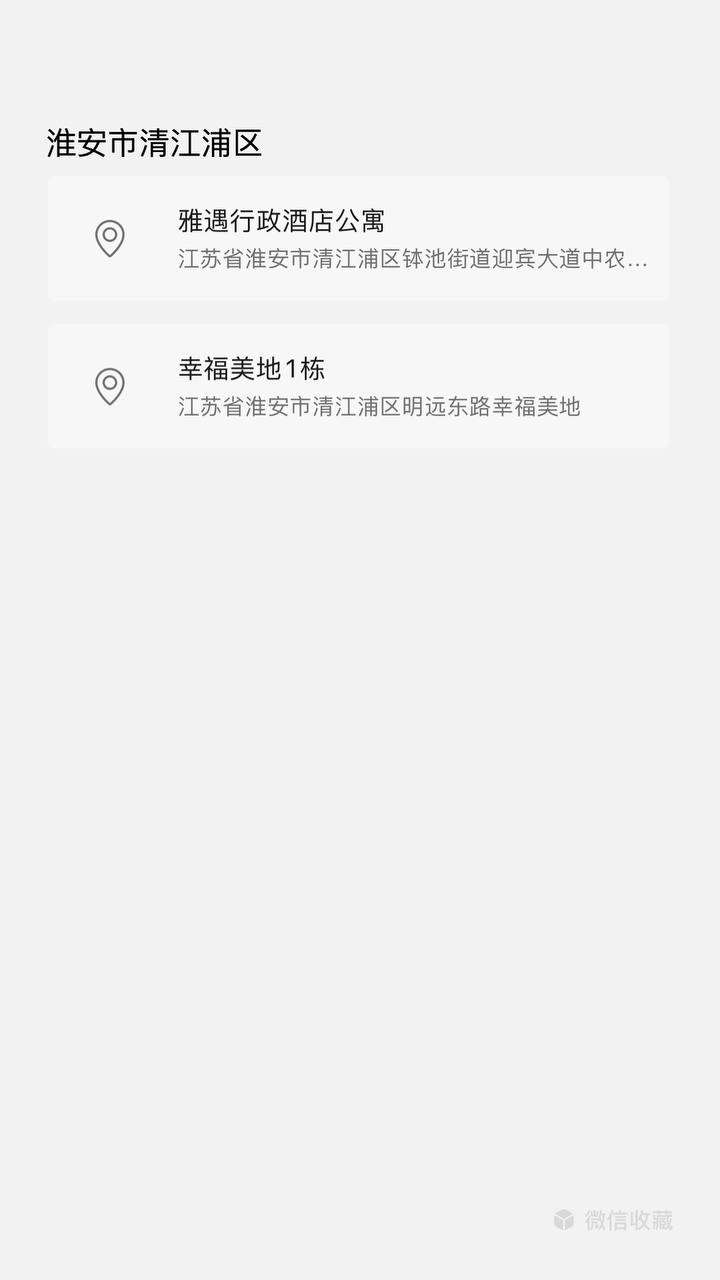 淮安市清江浦区
雅遇行政酒店公寓
江苏省淮安市清江浦区钵池街道迎宾大道中农...
幸福美地1栋
江苏省淮安市清江浦区明远东路幸福美地
微信收藏